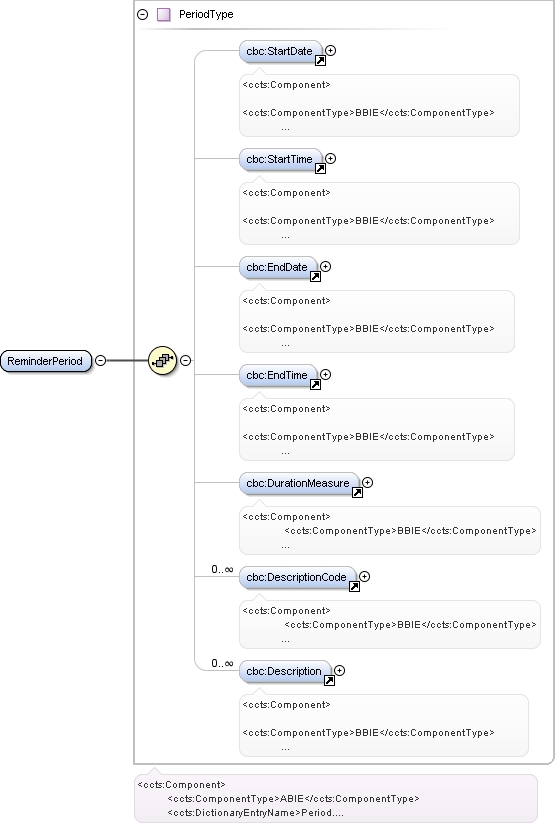 PeriodType
cbc:StartDate
<ccts:Component>
<ccts:ComponentType>BBIE</ccts:ComponentType>
...
cbc:StartTime
<ccts:Component>
<ccts:ComponentType>BBIE</ccts:ComponentType>
...
cbc:EndDate
<ccts:Component>
<ccts:ComponentType>BBIE</ccts:ComponentType>
...
ReminderPeriod
cbc:EndTime
<ccts:Component>
<ccts:ComponentType>BBIE</ccts:ComponentType>
...
cbc:DurationMeasure
<ccts:Component>
<ccts:ComponentType>BBIE</ccts:ComponentType>
...
0..∞
cbc:DescriptionCode
<ccts:Component>
<ccts:ComponentType>BBIE</ccts:ComponentType>
...
0..∞
cbc:Description
<ccts:Component>
<ccts:ComponentType>BBIE</ccts:ComponentType>
...
<ccts:Component>
<ccts:ComponentType>ABIE</ccts:ComponentType>
<ccts:DictionaryEntryName>Period....